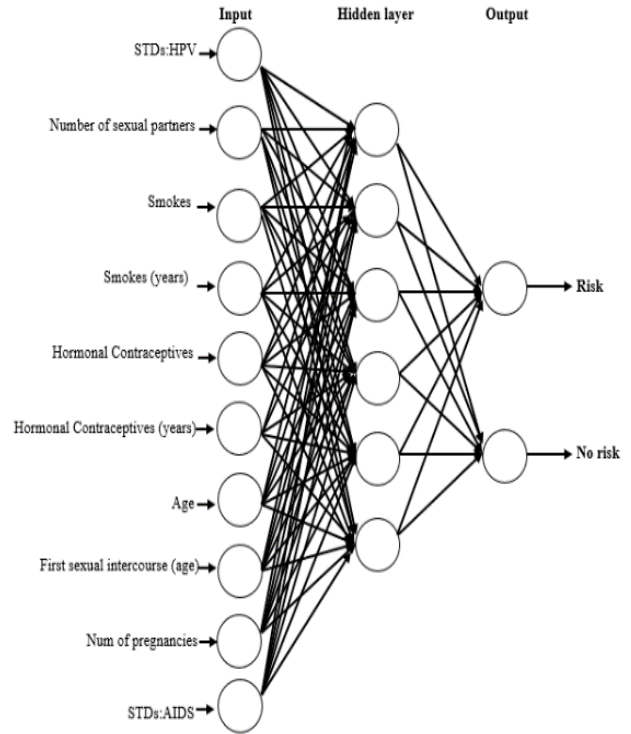 Input
Hidden layer
Output
STDs:HPV
Number of sexual partners
Smokes
Smokes (years)
Hormonal Contraceptives
Hormonal Contraceptives (years)
Age
First sexual intercourse (age)
Num of pregnancies
STDs:AIDS
Risk
No risk